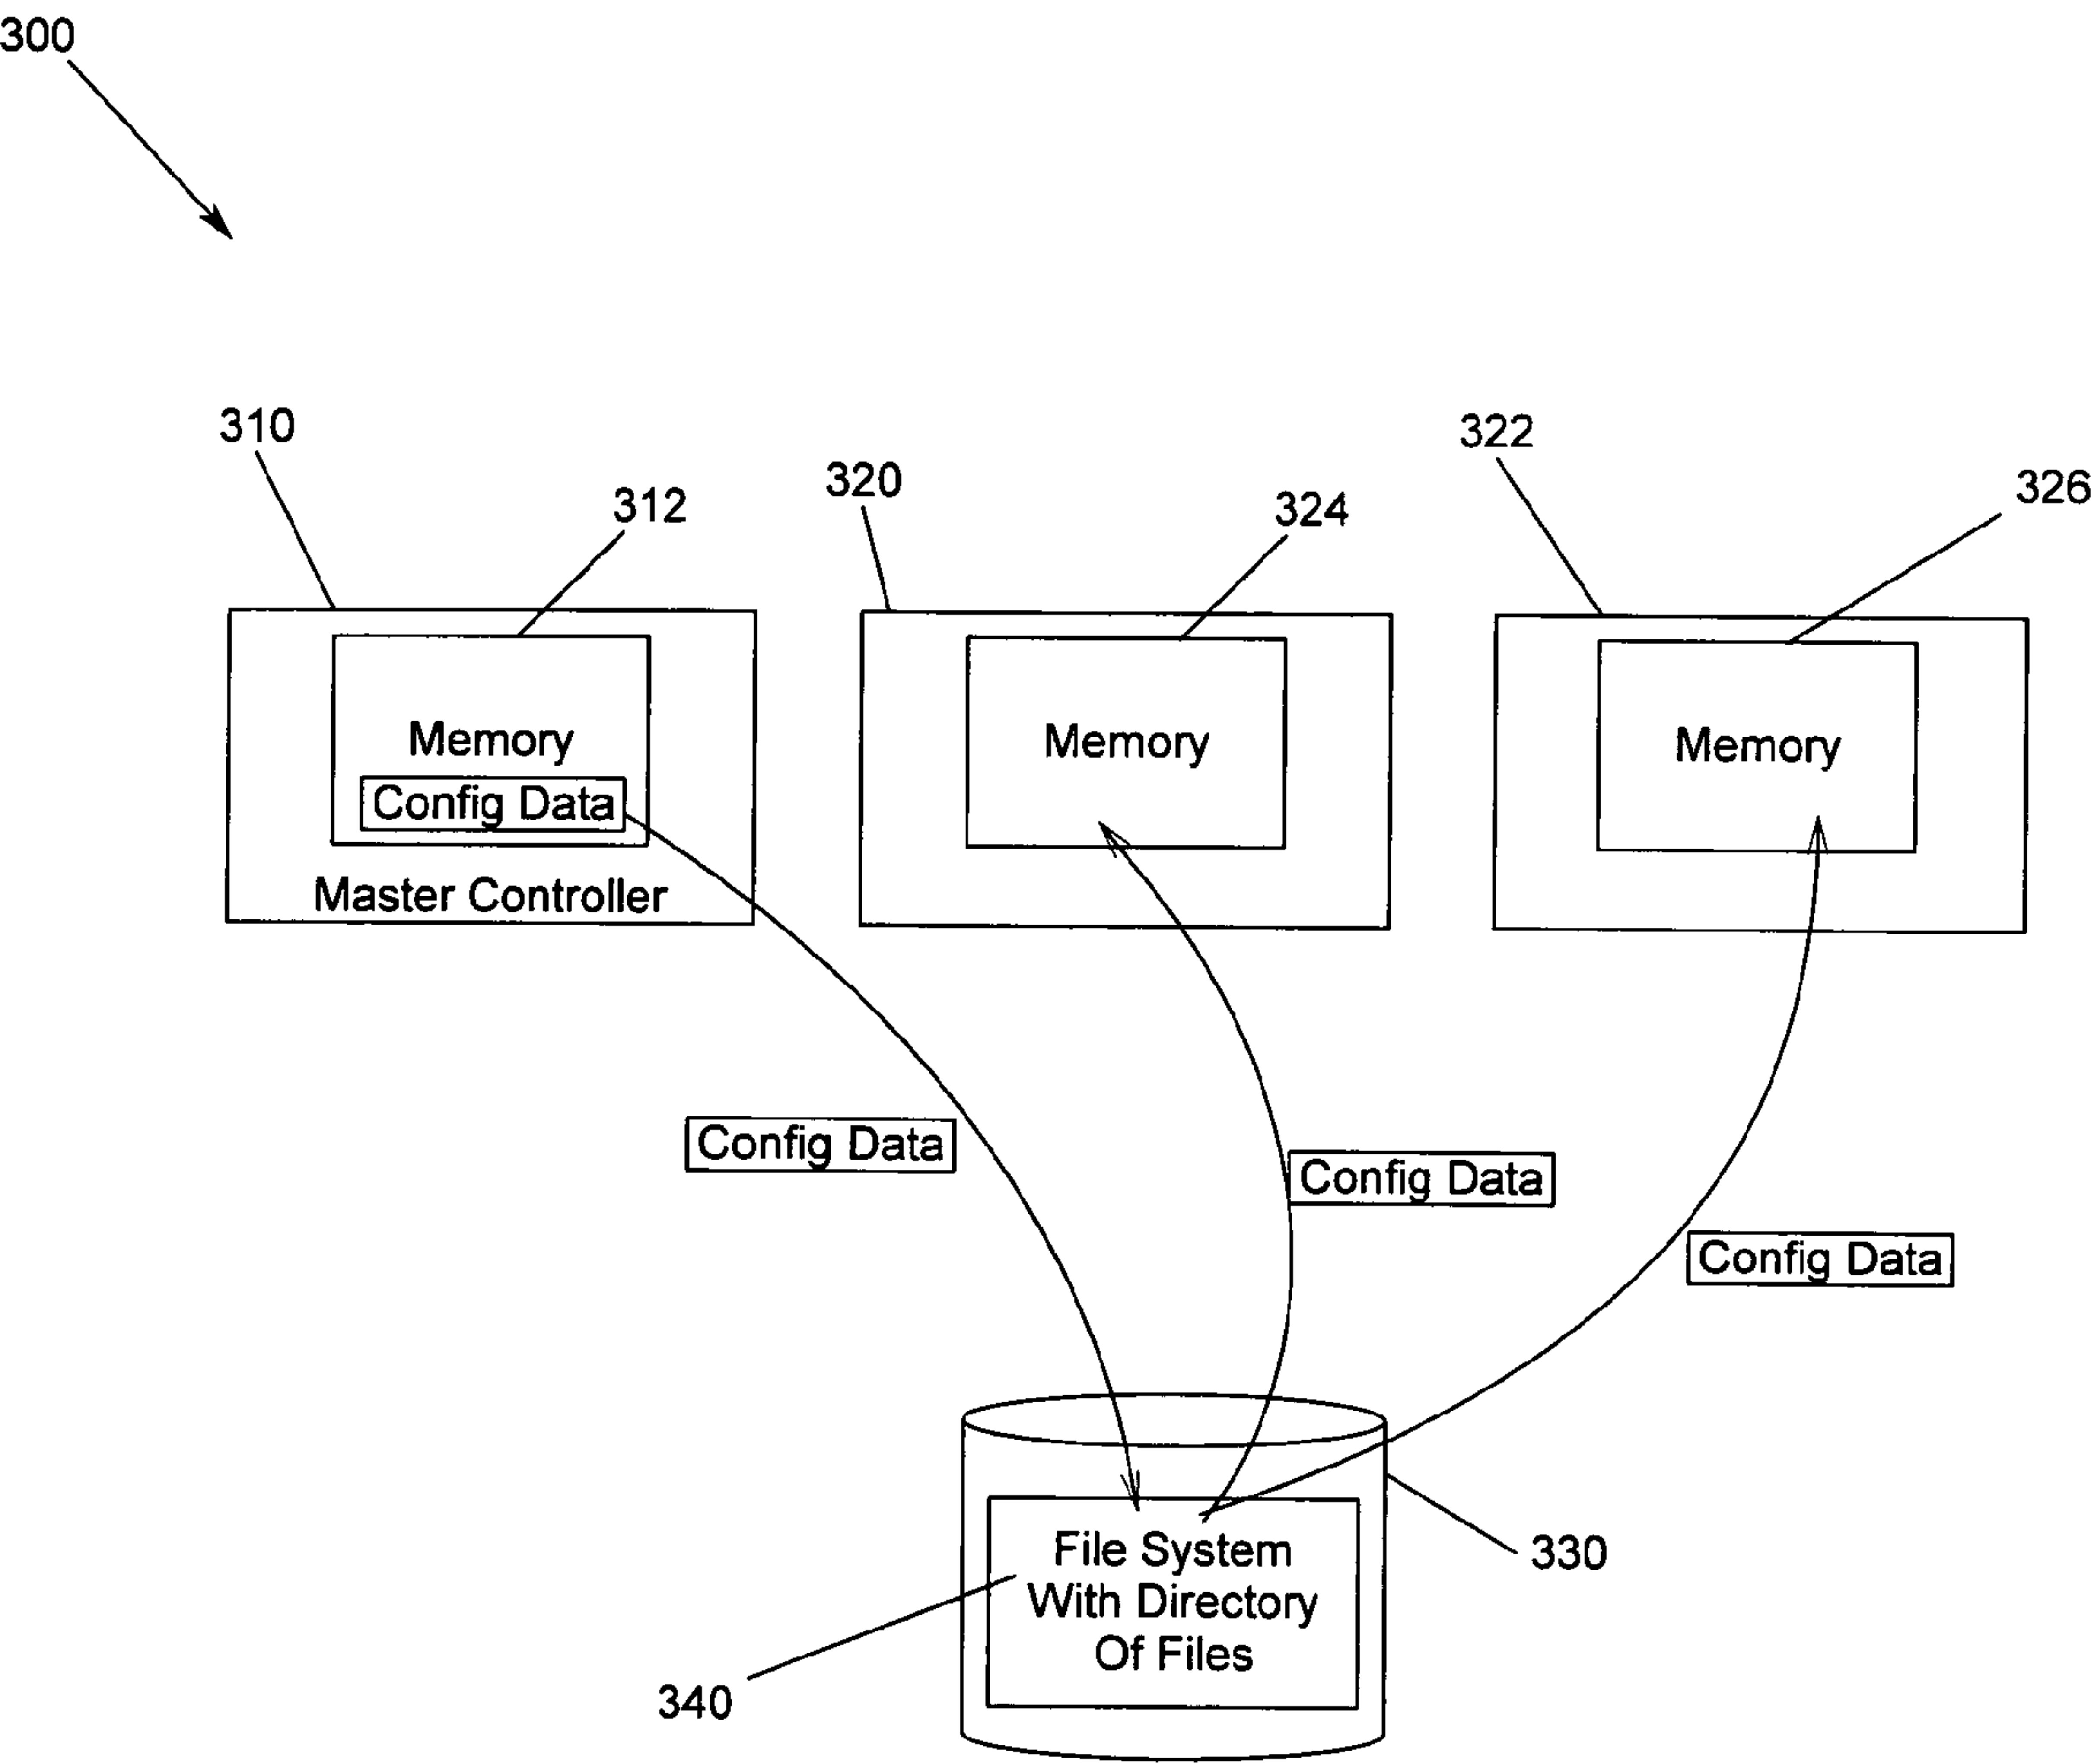 300
310
322
320
326
312
324
Memory
Memory
Memory
Config Data
Master Controller
Config Data
Config Data
Config Data
File System
With Directory
Of Files
330
340